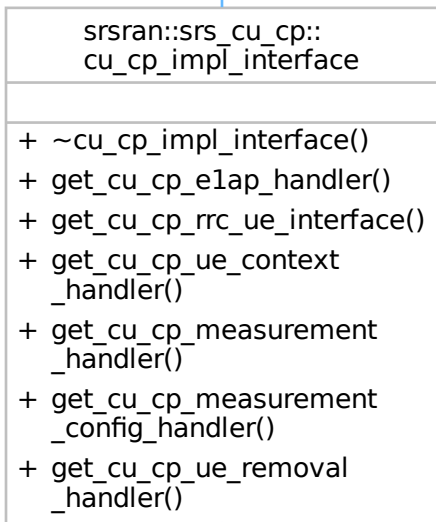 srsran::srs_cu_cp::
cu_cp_impl_interface
+ ~cu_cp_impl_interface()
+ get_cu_cp_e1ap_handler()
+ get_cu_cp_rrc_ue_interface()
+ get_cu_cp_ue_context
_handler()
+ get_cu_cp_measurement
_handler()
+ get_cu_cp_measurement
_config_handler()
+ get_cu_cp_ue_removal
_handler()